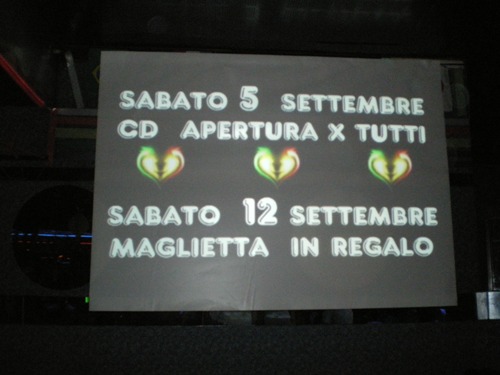 SABATO 5 SETTEMBRE
CD APERTURA X TUTTI
SABATO 12 SETTEMBRE
MAGLIETTA IN REGALO